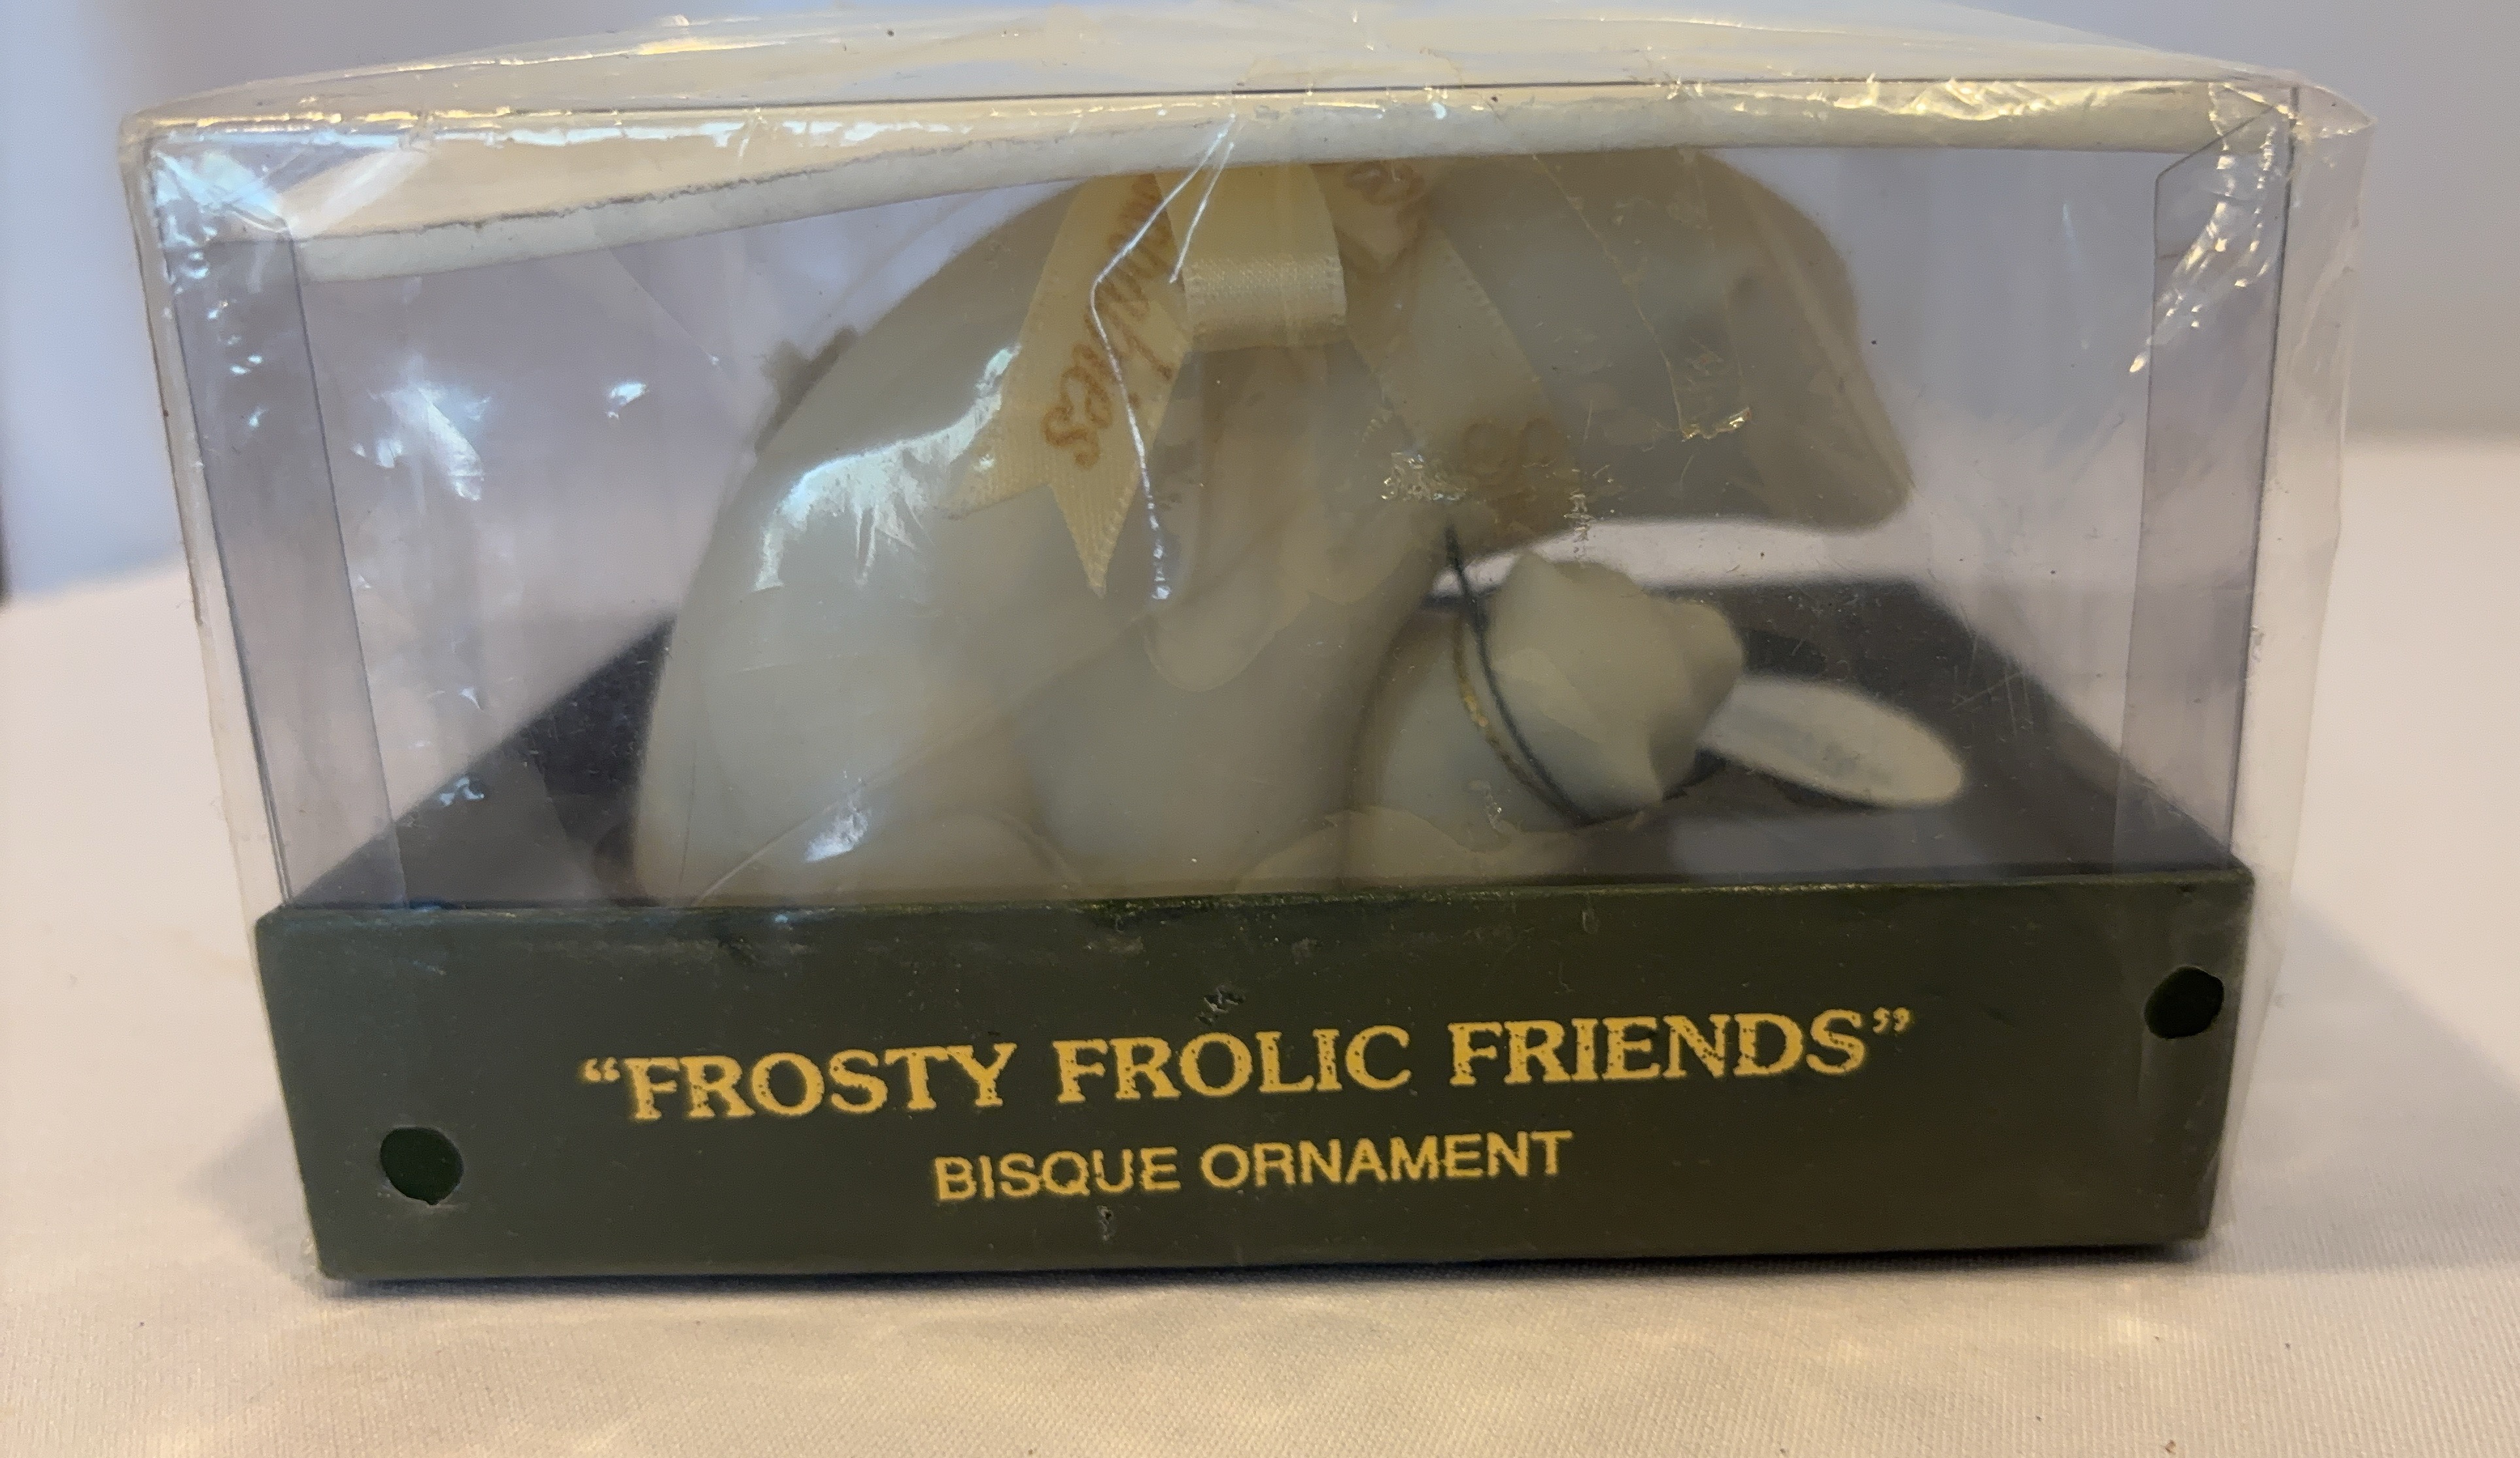 “FROSTY FROLIC FRIENDS”
BISQUE ORNAMENT